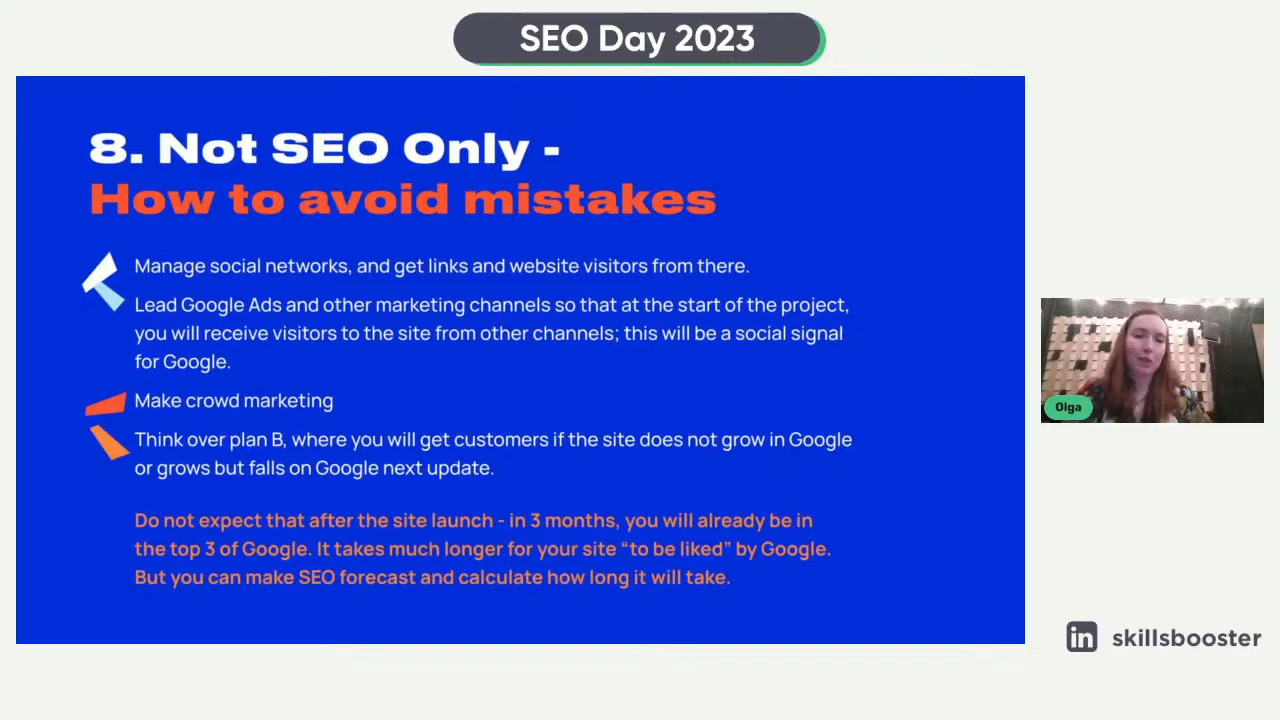 SEO Day 2023
8. Not SEO Only -
How to avoid mistakes
Manage social networks, and get links and website visitors from there.
Lead Google Ads and other marketing channels so that at the start of the project,
you will receive visitors to the site from other channels; this will be a social signal
for Google.
Make crowd marketing
Think over plan B, where you will get customers if the site does not grow in Google
or grows but falls on Google next update.
Do not expect that after the site launch - in 3 months, you will already be in
the top 3 of Google. It takes much longer for your site “to be liked” by Google.
But you can make SEO forecast and calculate how long it will take.
Olga
in skillsbooster